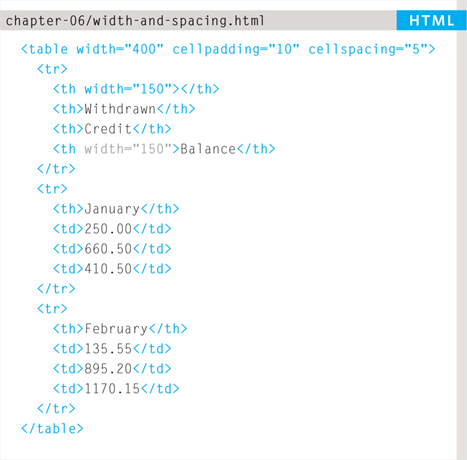 chapter-06/width-and-spacing.html HTML
<table width="400" cellpadding="10" cellspacing="5">
<tr>
<th width="150"></th>
<th>Withdrawn</th>
<th>Credit</th>
<th width="150">Balance</th>
</tr>
<tr>
<th>January</th>
<td>250.00</td>
<td>660.50</td>
<td>410.50</td>
</tr>
<tr>
<th>February</th>
<td>135.55</td>
<td>895.20</td>
<td>1170.15</td>
</tr>
</table>